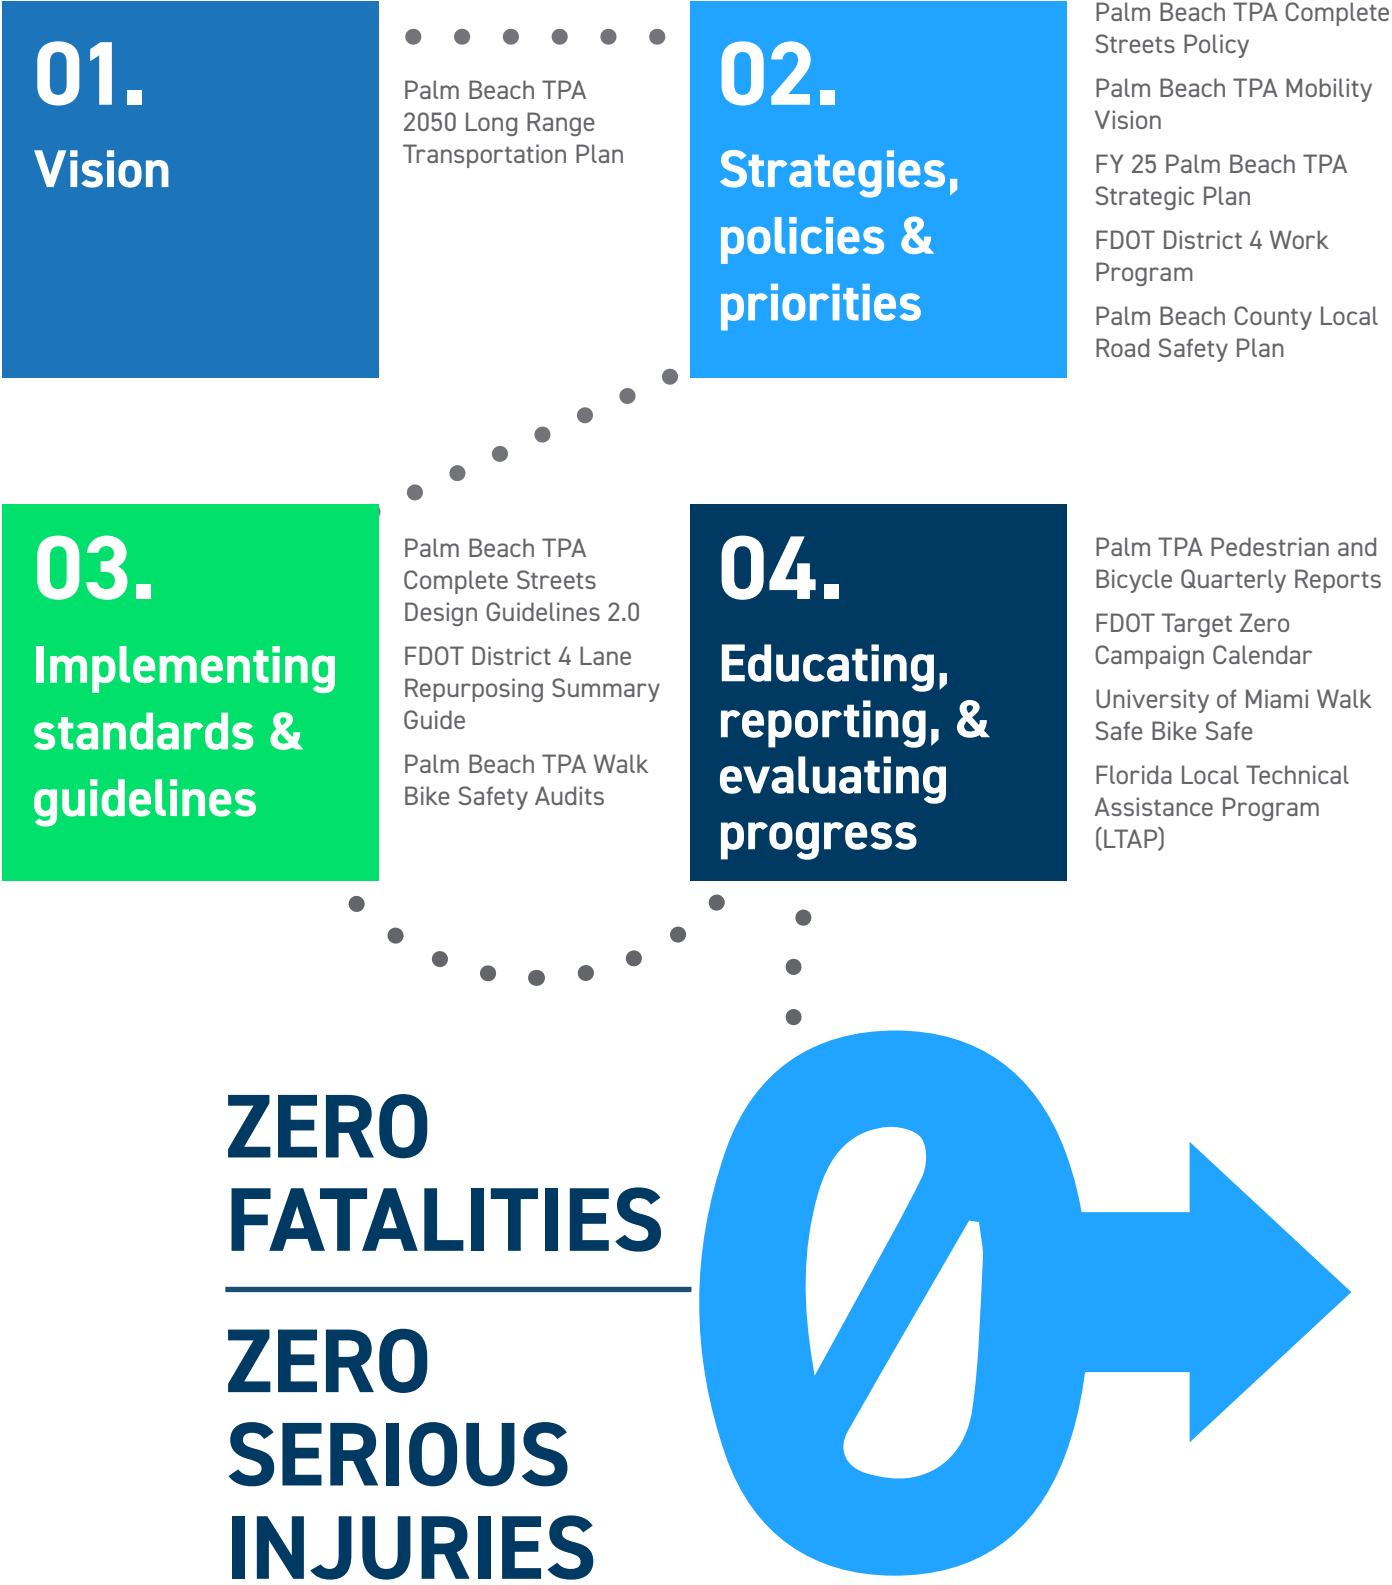 01.
Vision
Palm Beach TPA
2050 Long Range
Transportation Plan
02.
Strategies,
policies &
priorities
Palm Beach TPA Complete
Streets Policy
Palm Beach TPA Mobility
Vision
FY 25 Palm Beach TPA
Strategic Plan
FDOT District 4 Work
Program
Palm Beach County Local
Road Safety Plan
03.
Implementing
standards &
guidelines
Palm Beach TPA
Complete Streets
Design Guidelines 2.0
FDOT District 4 Lane
Repurposing Summary
Guide
Palm Beach TPA Walk
Bike Safety Audits
04.
Educating,
reporting, &
evaluating
progress
Palm TPA Pedestrian and
Bicycle Quarterly Reports
FDOT Target Zero
Campaign Calendar
University of Miami Walk
Safe Bike Safe
Florida Local Technical
Assistance Program
(LTAP)
ZERO
FATALITIES
ZERO
SERIOUS
INJURIES
0